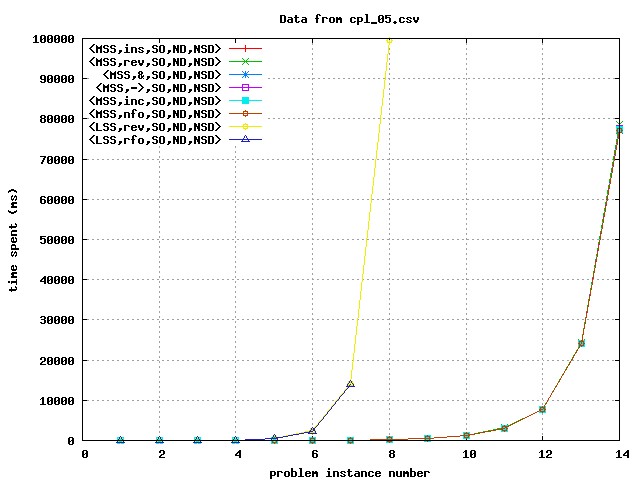 Data from cpl_05.csv
100000
90000
80000
70000
60000
50000
40000
30000
20000
10000
0
time spent (ms)
<MSS,ins,SO,ND,NSD>
<MSS,rev,SO,ND,NSD>
<MSS,&,SO,ND,NSD>
<MSS,->,SO,ND,NSD>
<MSS,inc,SO,ND,NSD>
<MSS,nfo,SO,ND,NSD>
<LSS,rev,SO,ND,NSD>
<LSS,rfo,SO,ND,NSD>
0 2 4 6 8 10 12 14
problem instance number